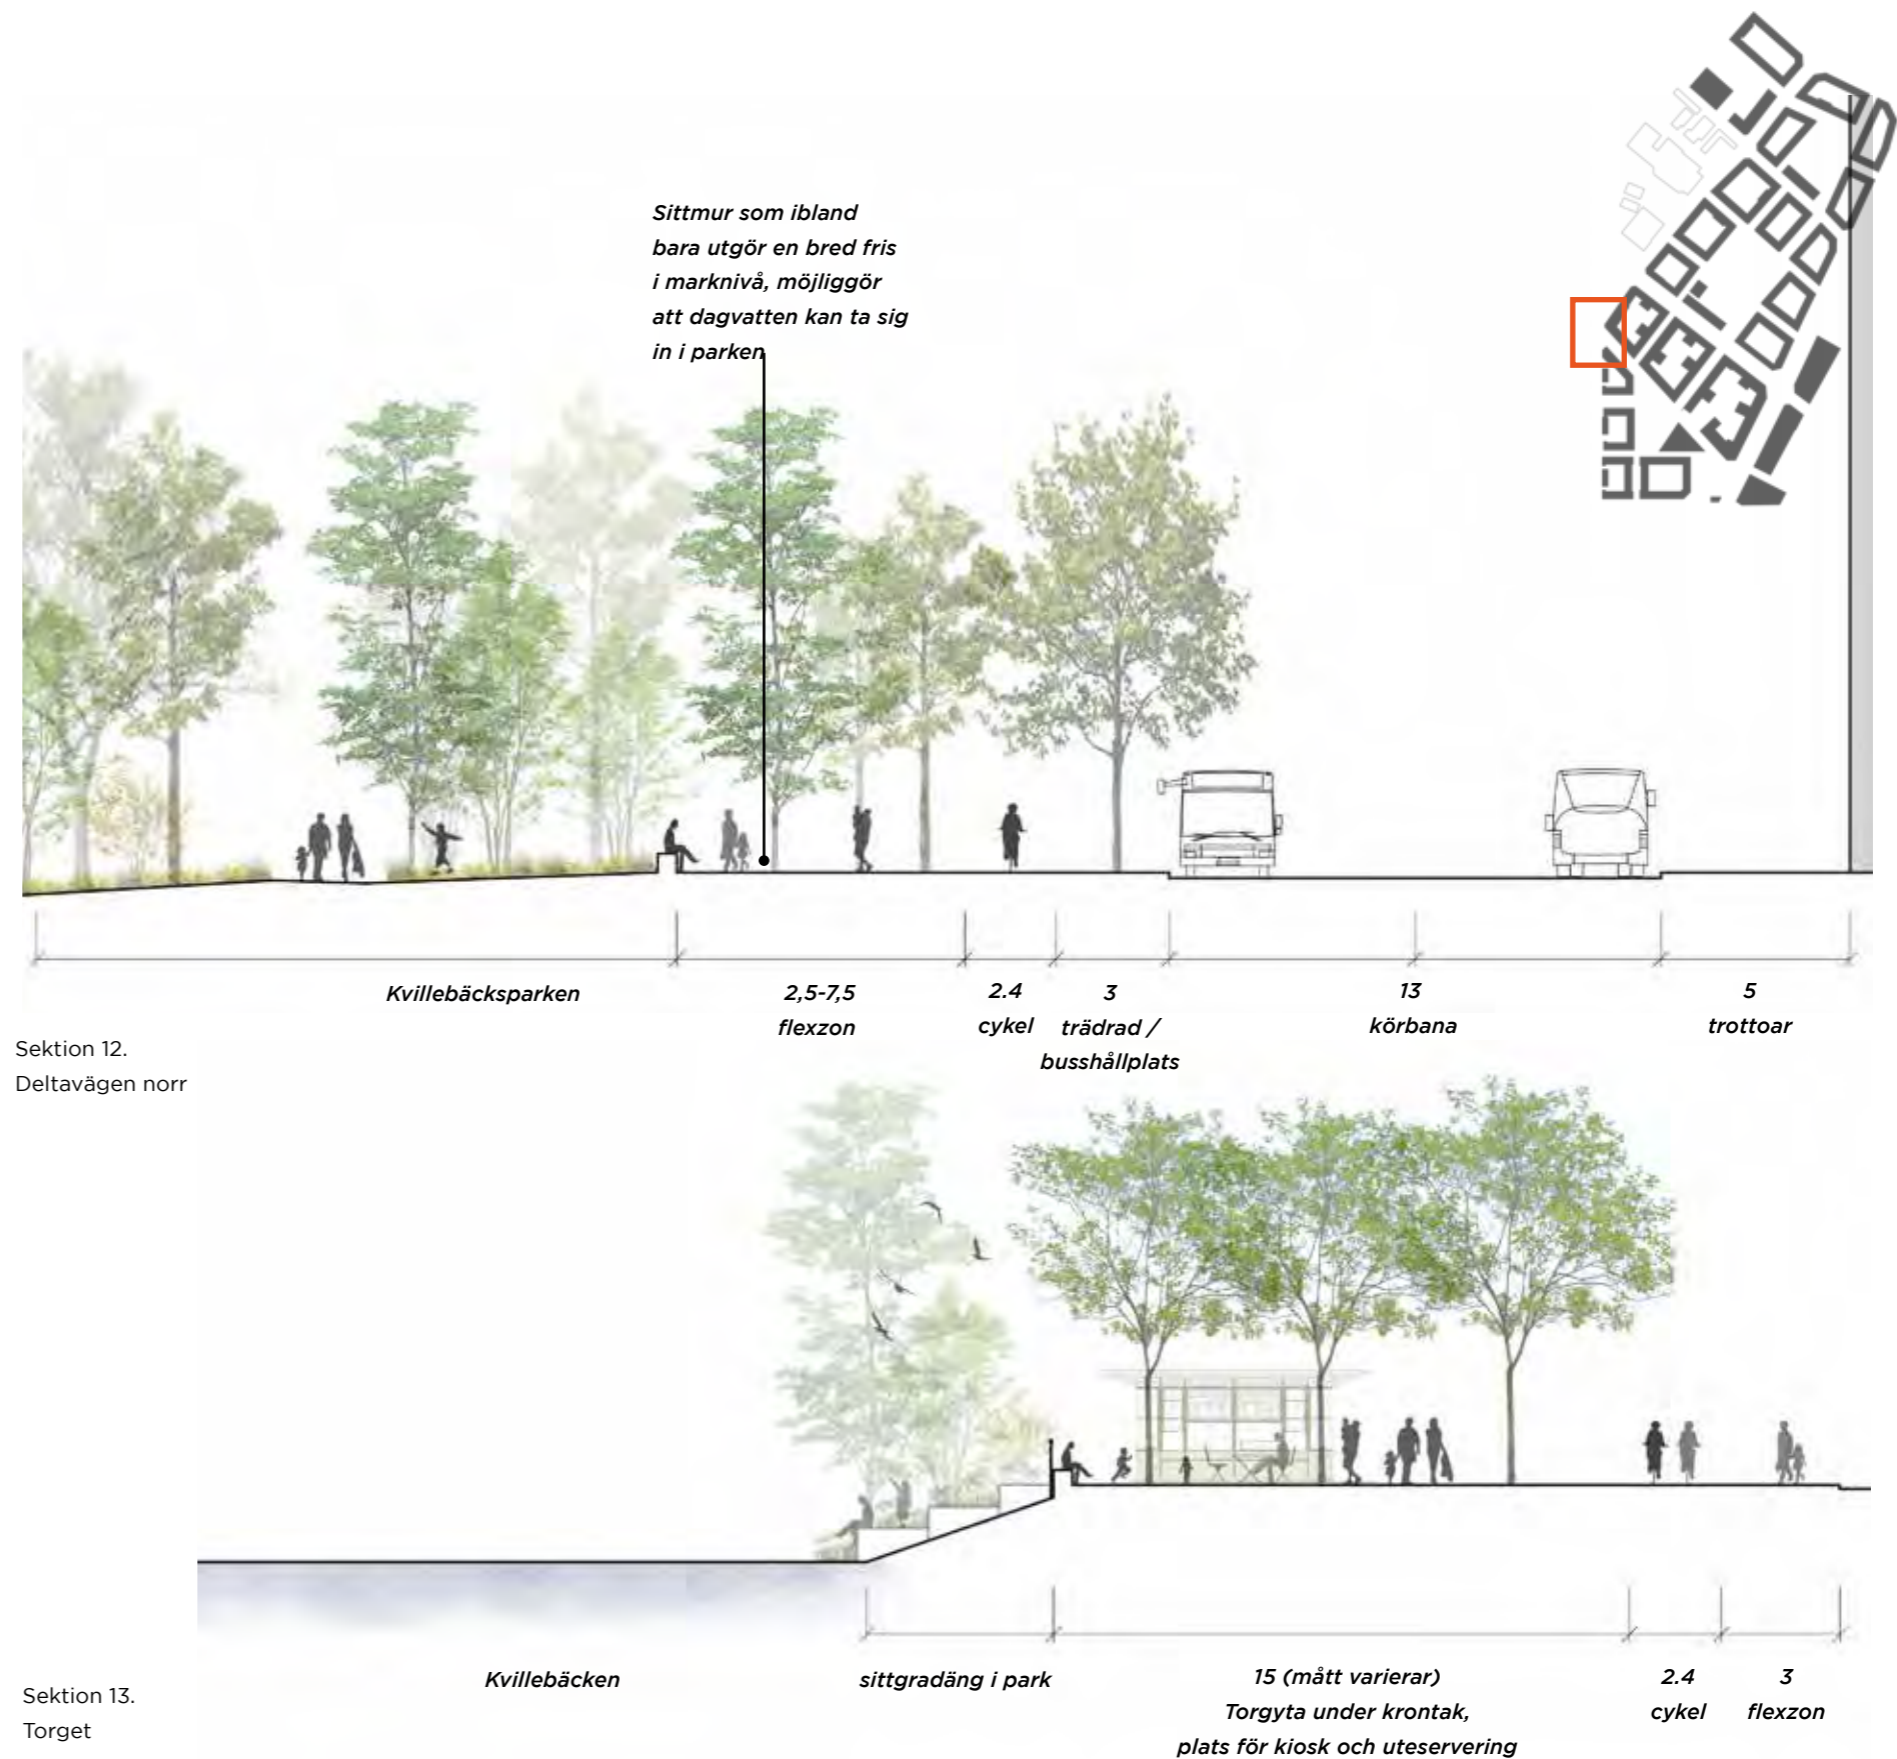 Sittmur som ibland
bara utgör en bred fris
i marknivå, möjliggör
att dagvatten kan ta sig
in i parken
Kvillebäcksparken
2,5-7,5
flexzon
2.4
cykel
3
trädrad /
busshållplats
13
körbana
5
trottoar
Sektion 12.
Deltavägen norr
Kvillebäcken
sittgradäng i park
15 (mått varierar)
Torgyta under krontak,
plats för kiosk och uteservering
2.4
cykel
3
flexzon
Sektion 13.
Torget